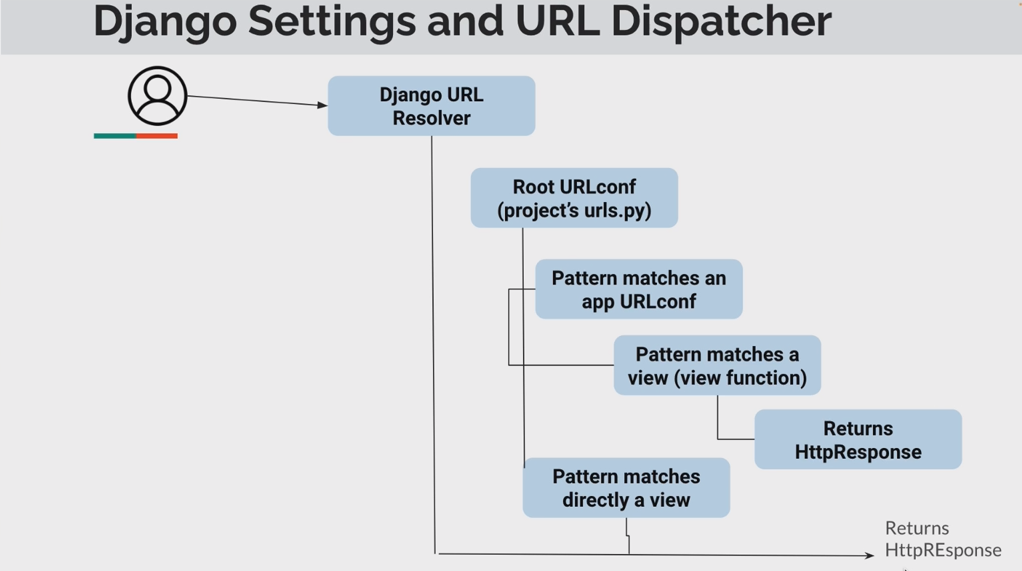 Django Settings and URL Dispatcher
Django URL
Resolver
Root URLconf
(project's urls.py)
Pattern matches an
app URLconf
Pattern matches a
view (view function)
Returns
HttpResponse
Pattern matches
directly a view
Returns
HttpREsponse